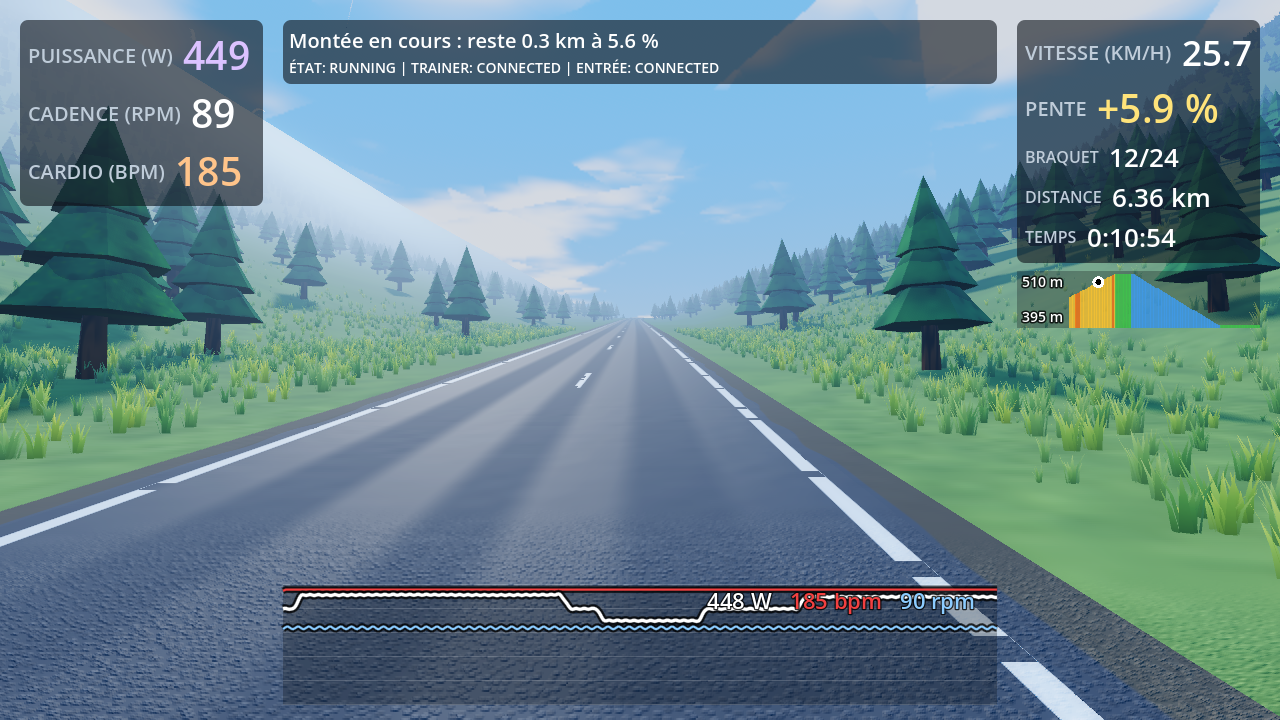 PUISSANCE (W) 449
CADENCE (RPM) 89
CARDIO (BPM) 185
Montée en cours : reste 0.3 km à 5.6 %
ÉTAT: RUNNING | TRAINER: CONNECTED | ENTRÉE: CONNECTED
VITESSE (KM/H) 25.7
PENTE +5.9 %
BRAQUET 12/24
DISTANCE 6.36 km
TEMPS 0:10:54
510 m
395 m
448 W 185 bpm 90 rpm